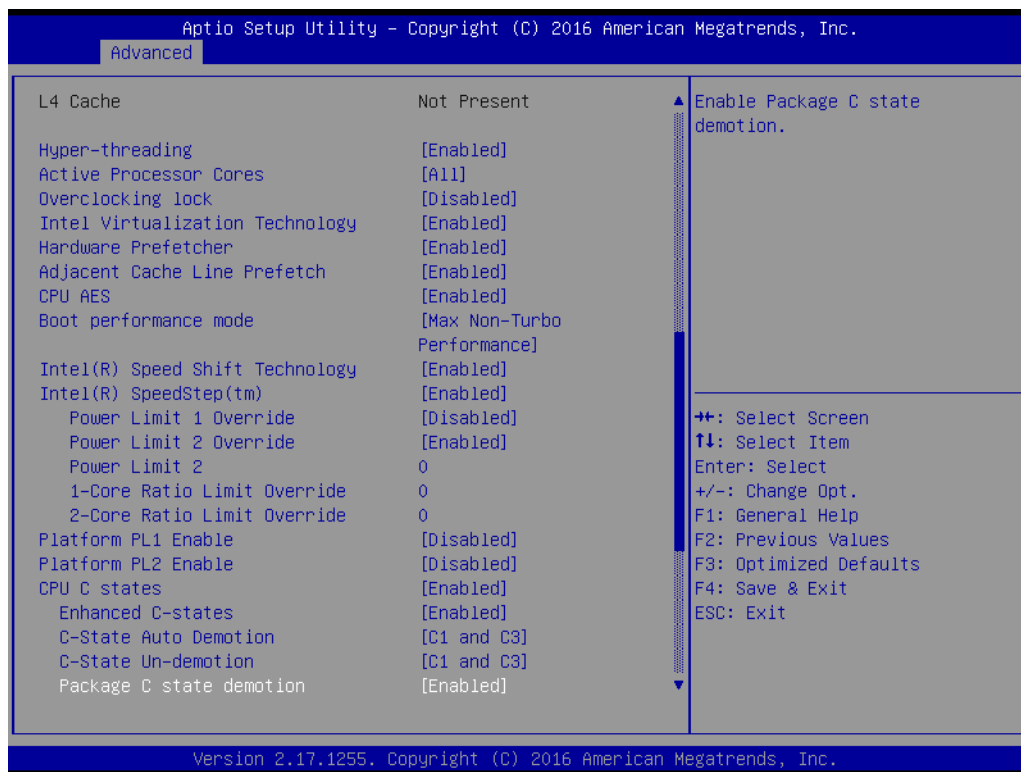 Aptio Setup Utility – Copyright (C) 2016 American Megatrends, Inc.
Advanced
L4 Cache Not Present
Hyper-threading [Enabled]
Active Processor Cores [All]
Overclocking lock [Disabled]
Intel Virtualization Technology [Enabled]
Hardware Prefetcher [Enabled]
Adjacent Cache Line Prefetch [Enabled]
CPU AES [Enabled]
Boot performance mode [Max Non-Turbo
Performance]
Intel(R) Speed Shift Technology [Enabled]
Intel(R) SpeedStep(tm) [Enabled]
Power Limit 1 Override [Disabled]
Power Limit 2 Override [Enabled]
Power Limit 2 0
1-Core Ratio Limit Override 0
2-Core Ratio Limit Override 0
Platform PL1 Enable [Disabled]
Platform PL2 Enable [Disabled]
CPU C states [Enabled]
Enhanced C-states [Enabled]
C-State Auto Demotion [C1 and C3]
C-State Un-demotion [C1 and C3]
Package C state demotion [Enabled]
Enable Package C state
demotion.
→←: Select Screen
↑↓: Select Item
Enter: Select
+/-: Change Opt.
F1: General Help
F2: Previous Values
F3: Optimized Defaults
F4: Save & Exit
ESC: Exit
Version 2.17.1255. Copyright (C) 2016 American Megatrends, Inc.